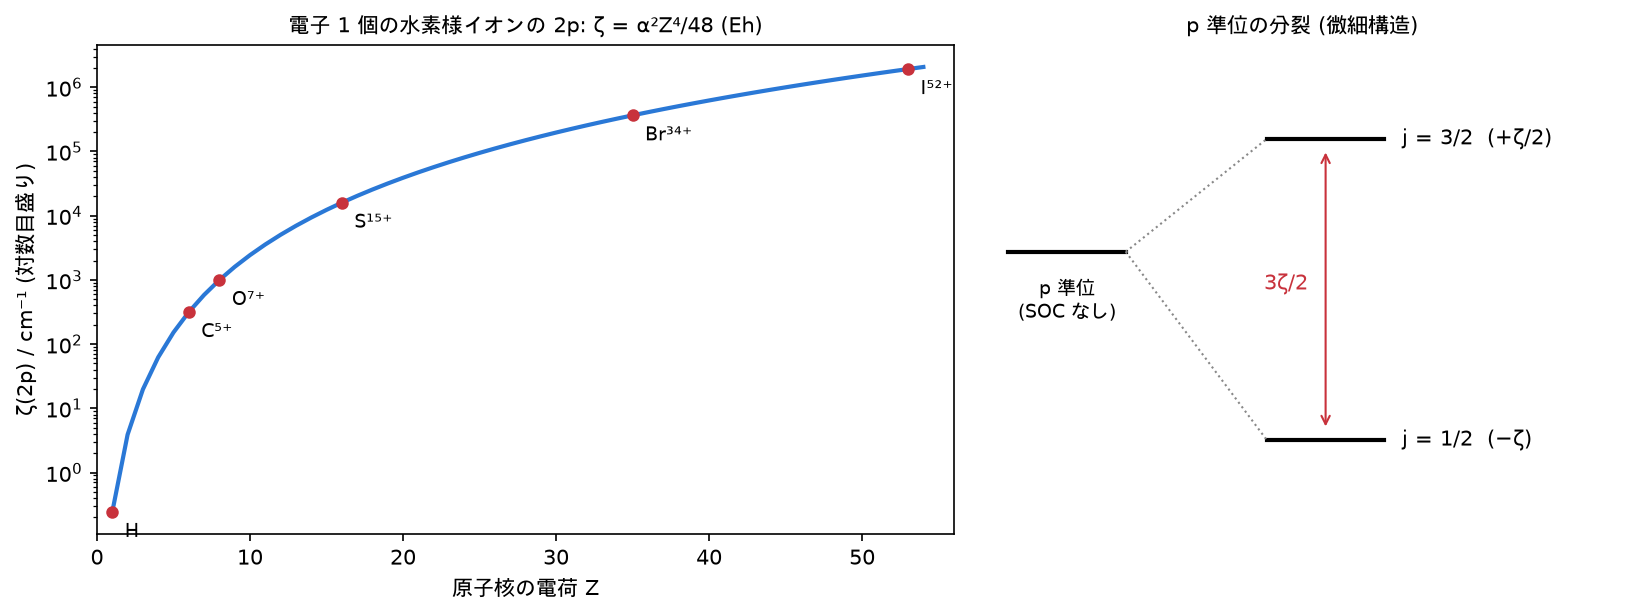 電子 1 個の水素様イオンの 2p: ζ = α²Z⁴/48 (Eh)
ζ(2p) / cm⁻¹ (対数目盛り)
10⁶
10⁵
10⁴
10³
10²
10¹
10⁰
I⁵²⁺
Br³⁴⁺
S¹⁵⁺
O⁷⁺
C⁵⁺
H
0 10 20 30 40 50
原子核の電荷 Z
p 準位の分裂 (微細構造)
j = 3/2 (+ζ/2)
3ζ/2
p 準位
(SOC なし)
j = 1/2 (−ζ)